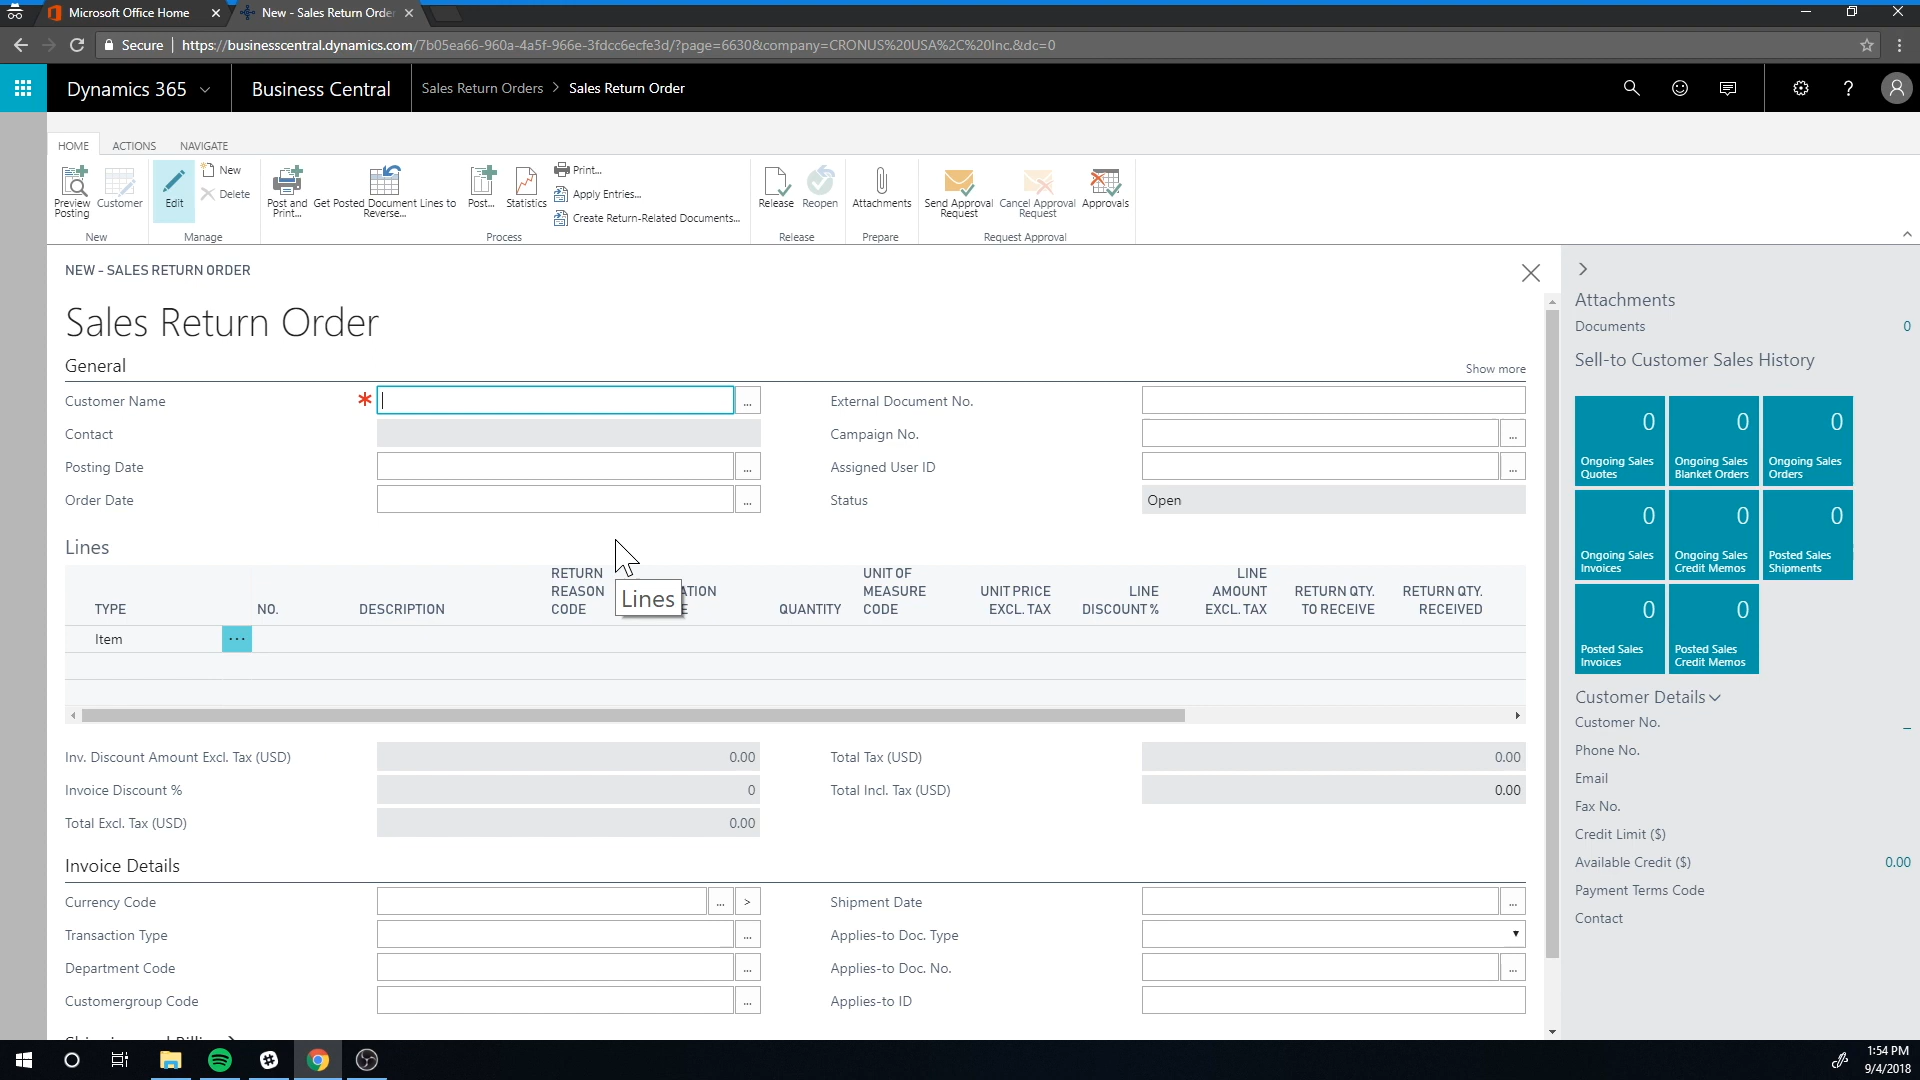 Microsoft Office Home
New - Sales Return Order
Secure
https://businesscentral.dynamics.com/7b05ea66-960a-4a5f-966e-3fdcc6ecfe3d/?page=6630&company=CRONUS%20USA%2C%20Inc.&dc=0
Dynamics 365
Business Central
Sales Return Orders > Sales Return Order
HOME ACTIONS NAVIGATE
Preview Posting
Customer
New
Edit
New
Delete
Manage
Post and Print...
Get Posted Document Lines to Reverse...
Post...
Statistics
Print...
Apply Entries...
Create Return-Related Documents...
Process
Release
Reopen
Release
Attachments
Prepare
Send Approval Request
Cancel Approval Request
Approvals
Request Approval
NEW - SALES RETURN ORDER
Sales Return Order
General
Show more
Customer Name *
External Document No.
Contact
Campaign No.
Posting Date
Assigned User ID
Order Date
Status Open
Lines
TYPE
NO.
DESCRIPTION
RETURN REASON CODE
QUANTITY
UNIT OF MEASURE CODE
UNIT PRICE EXCL. TAX
LINE DISCOUNT %
LINE AMOUNT EXCL. TAX
RETURN QTY. TO RECEIVE
RETURN QTY. RECEIVED
Lines
Item ...
Inv. Discount Amount Excl. Tax (USD) 0.00
Total Tax (USD) 0.00
Invoice Discount % 0
Total Incl. Tax (USD) 0.00
Total Excl. Tax (USD) 0.00
Invoice Details
Currency Code
Shipment Date
Transaction Type
Applies-to Doc. Type
Department Code
Applies-to Doc. No.
Customergroup Code
Applies-to ID
Attachments
Documents 0
Sell-to Customer Sales History
0 Ongoing Sales Quotes
0 Ongoing Sales Blanket Orders
0 Ongoing Sales Orders
0 Ongoing Sales Invoices
0 Ongoing Sales Credit Memos
0 Posted Sales Shipments
0 Posted Sales Invoices
0 Posted Sales Credit Memos
Customer Details
Customer No. _
Phone No.
Email
Fax No.
Credit Limit ($)
Available Credit ($) 0.00
Payment Terms Code
Contact
1:54 PM
9/4/2018